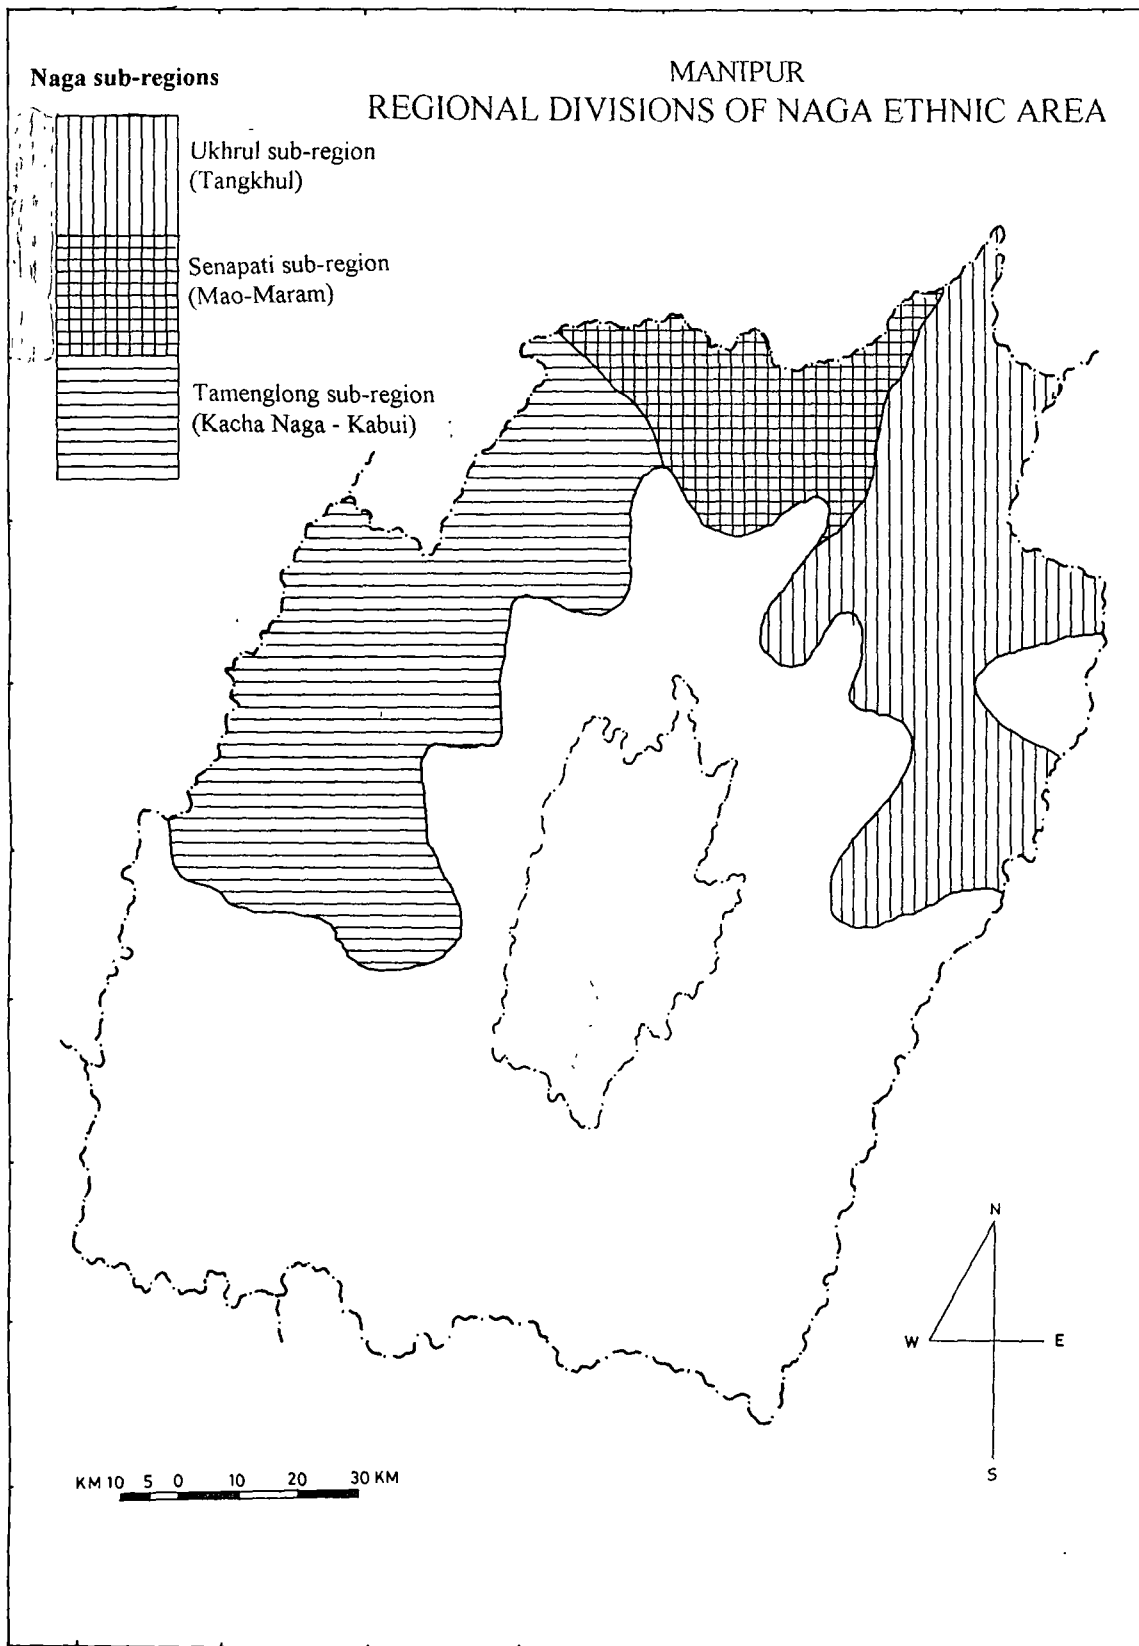 MANIPUR
REGIONAL DIVISIONS OF NAGA ETHNIC AREA
Naga sub-regions
Ukhrul sub-region
(Tangkhul)
Senapati sub-region
(Mao-Maram)
Tamenglong sub-region
(Kacha Naga - Kabui)
N
W E
S
KM 10 5 0 10 20 30 KM